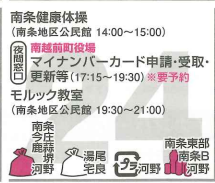 南条健康体操
(南条地区公民館 14:00~15:00)
夜間窓口
南越前町役場
マイナンバーカード申請・受取・
更新等(17:15~19:30)※要予約
モルック教室
(南条地区公民館 19:30~21:00)
24
南条
今庄
鹿蒜
堺
河野
湯尾
宅良
プラ
河野
南条東部
南条B
河野